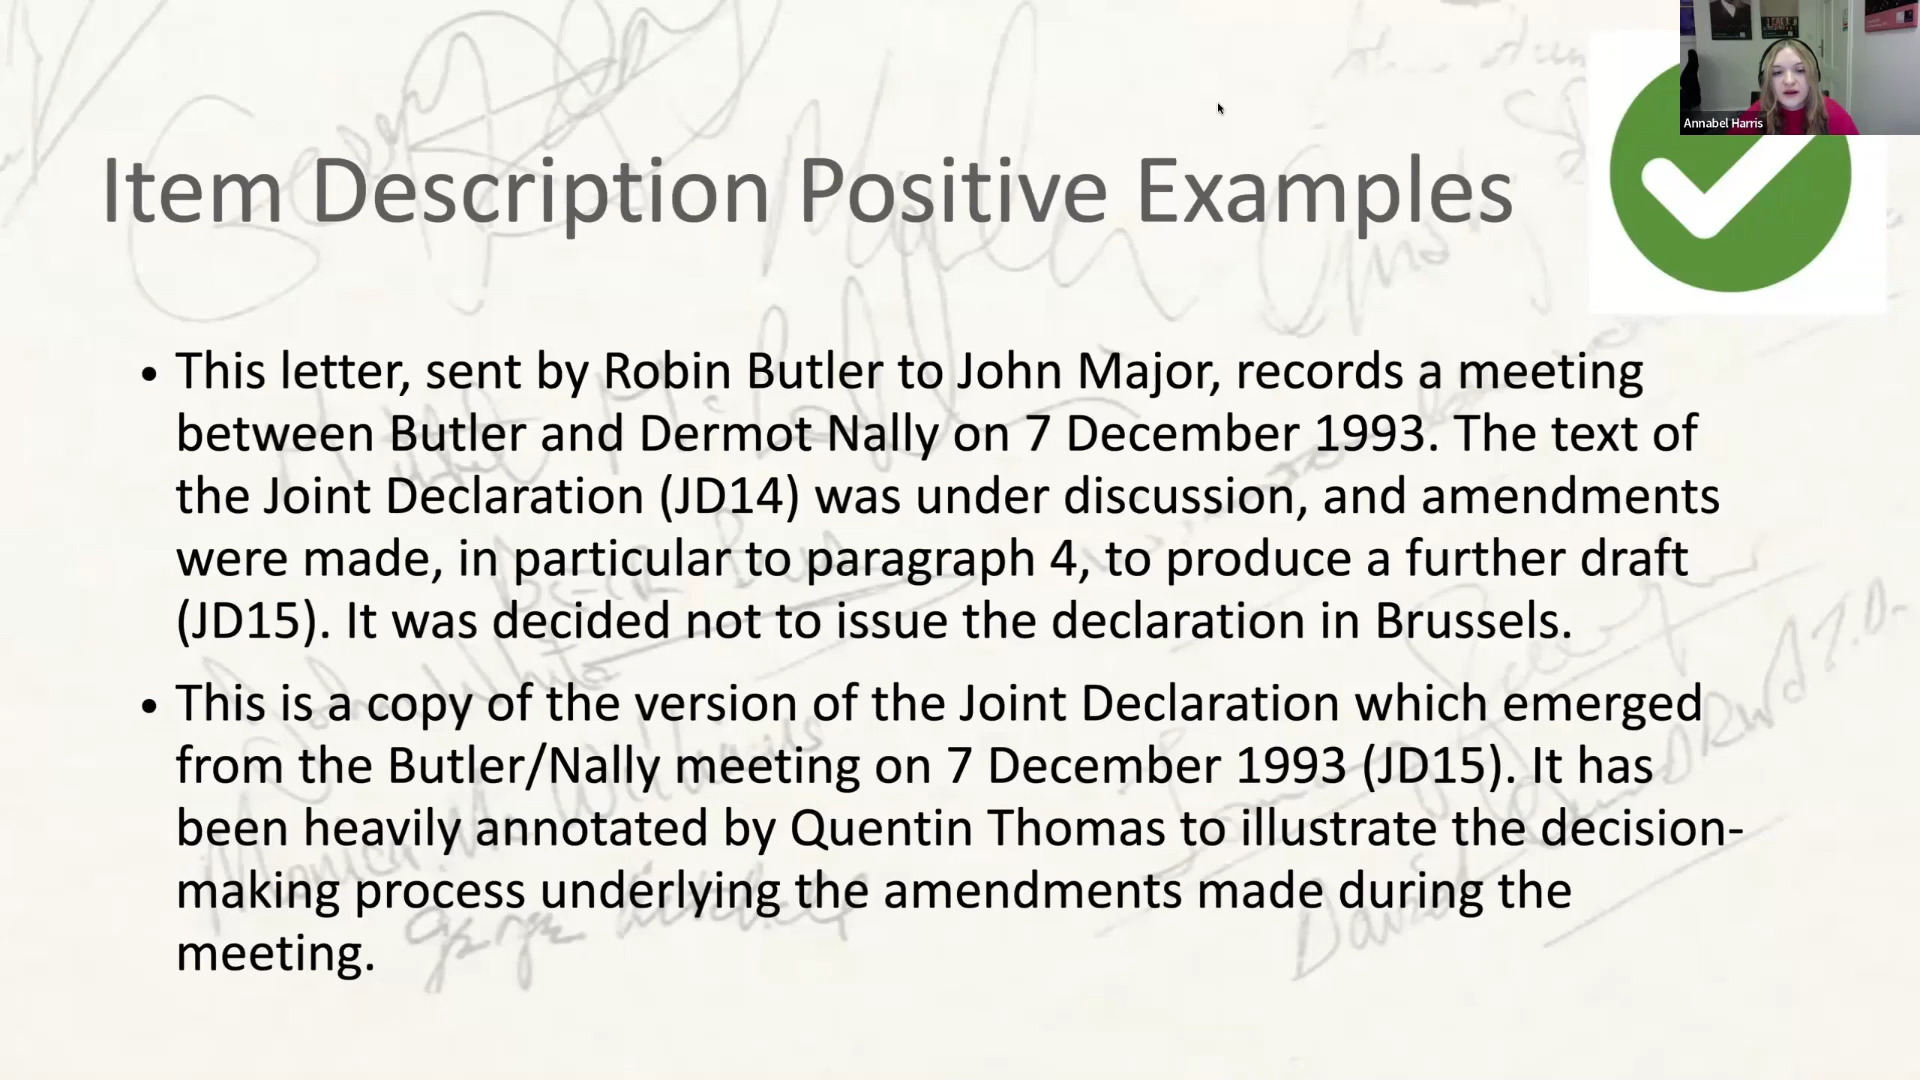 Annabel Harris
Item Description Positive Examples
• This letter, sent by Robin Butler to John Major, records a meeting
between Butler and Dermot Nally on 7 December 1993. The text of
the Joint Declaration (JD14) was under discussion, and amendments
were made, in particular to paragraph 4, to produce a further draft
(JD15). It was decided not to issue the declaration in Brussels.
• This is a copy of the version of the Joint Declaration which emerged
from the Butler/Nally meeting on 7 December 1993 (JD15). It has
been heavily annotated by Quentin Thomas to illustrate the decision-
making process underlying the amendments made during the
meeting.